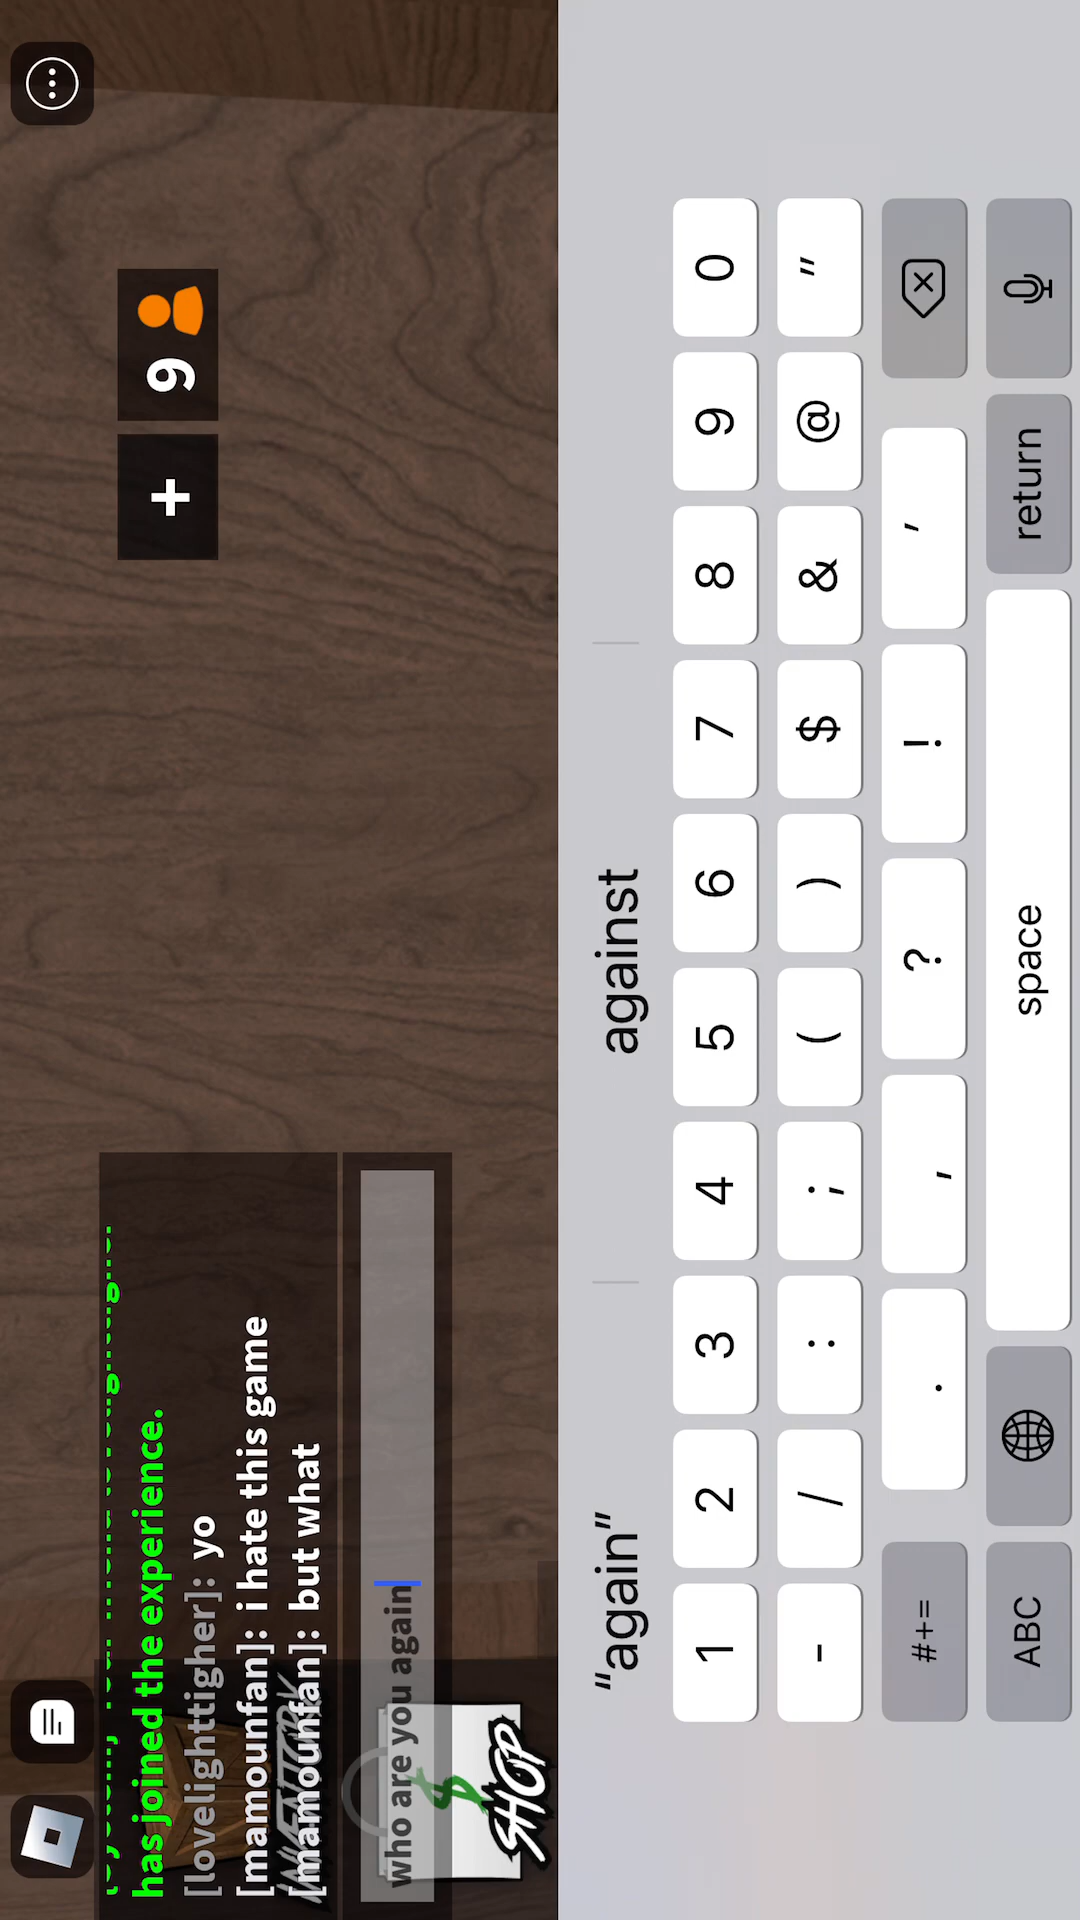 has joined the experience.
[lovelighttigher]: yo
[mamounfan]: i hate this game
[mamounfan]: but what
who are you again
INVENTORY
$
SHOP
+ 9
"again" against
1 2 3 4 5 6 7 8 9 0
- / : ; ( ) $ & @ "
#+= . , ? ! '
ABC space return